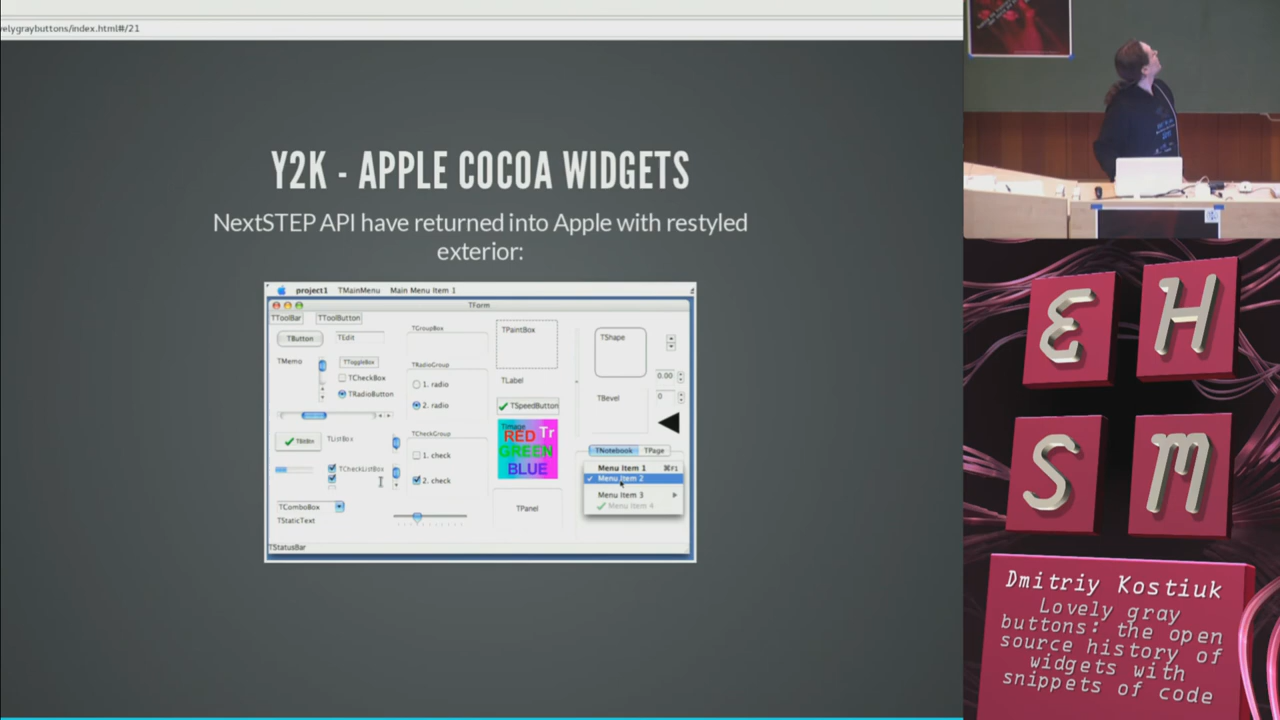 velygraybuttons/index.html#/21
Y2K - APPLE COCOA WIDGETS
NextSTEP API have returned into Apple with restyled
exterior:
project1 TMainMenu Main Menu Item 1
TForm
TToolBar TToolButton
TButton TEdit
TMemo
TToggleBox
TCheckBox
TRadioButton
TBitBtn
TListBox
TCheckListBox
TComboBox
TStaticText
TStatusBar
TGroupBox
TRadioGroup
1. radio
2. radio
TCheckGroup
1. check
2. check
TPaintBox
TLabel
TSpeedButton
TImage
RED Tr
GREEN
BLUE
TPanel
TShape
0.00
TBevel
0
TNotebook TPage
Menu Item 1 ⌘F1
Menu Item 2
Menu Item 3
Menu Item 4
E H
S M
Dmitriy Kostiuk
Lovely gray
buttons: the open
source history of
widgets with
snippets of code